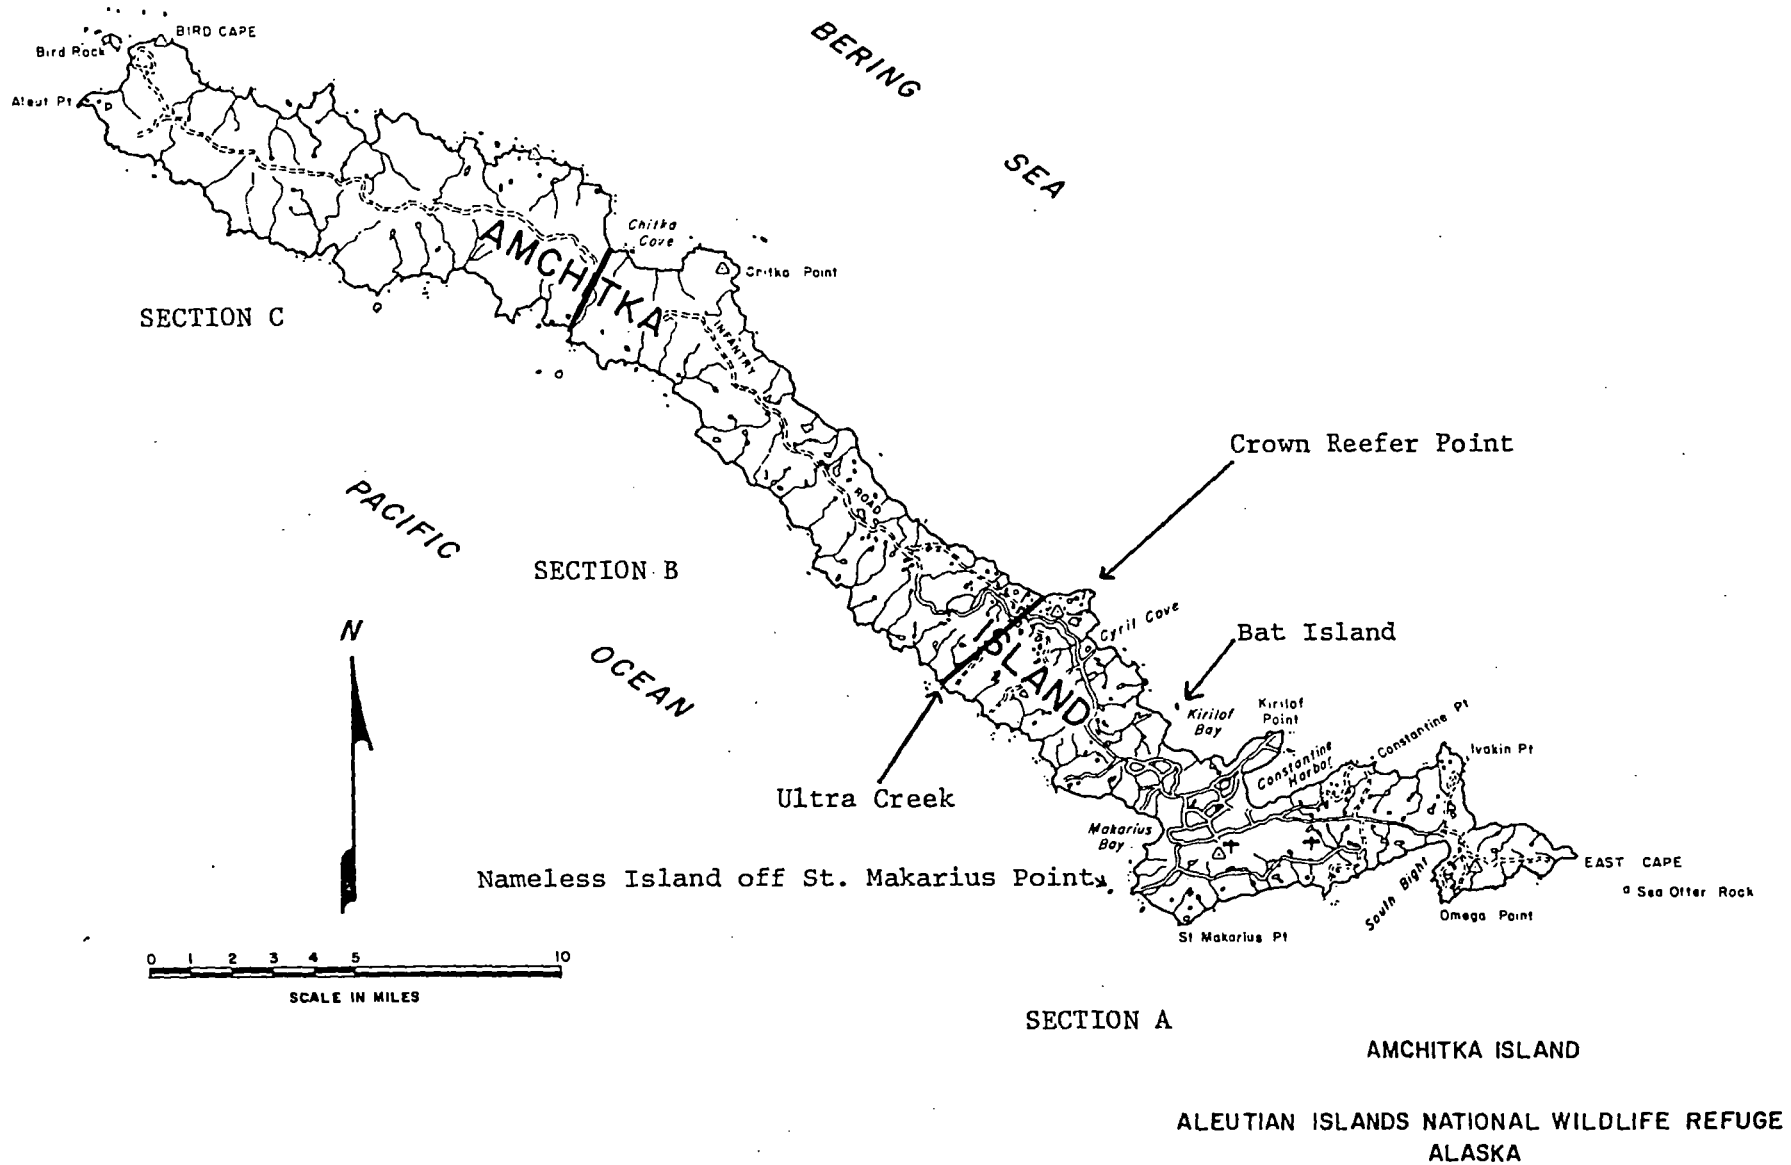 BERING
SEA
BIRD CAPE
Bird Rock
Aleut Pt
Chitka
Cove
Critka Point
AMCHITKA
SECTION C
INFANTRY
ROAD
Crown Reefer Point
PACIFIC
OCEAN
SECTION B
N
Cyril Cove
ISLAND
Bat Island
Kirilof
Bay
Kirilof
Point
Constantine
Harbor
Constantine Pt
Ivakin Pt
Ultra Creek
Makarius
Bay
Nameless Island off St. Makarius Point
South Bight
EAST CAPE
Sea Otter Rock
Omega Point
St Makarius Pt
0 1 2 3 4 5 10
SCALE IN MILES
SECTION A
AMCHITKA ISLAND
ALEUTIAN ISLANDS NATIONAL WILDLIFE REFUGE
ALASKA